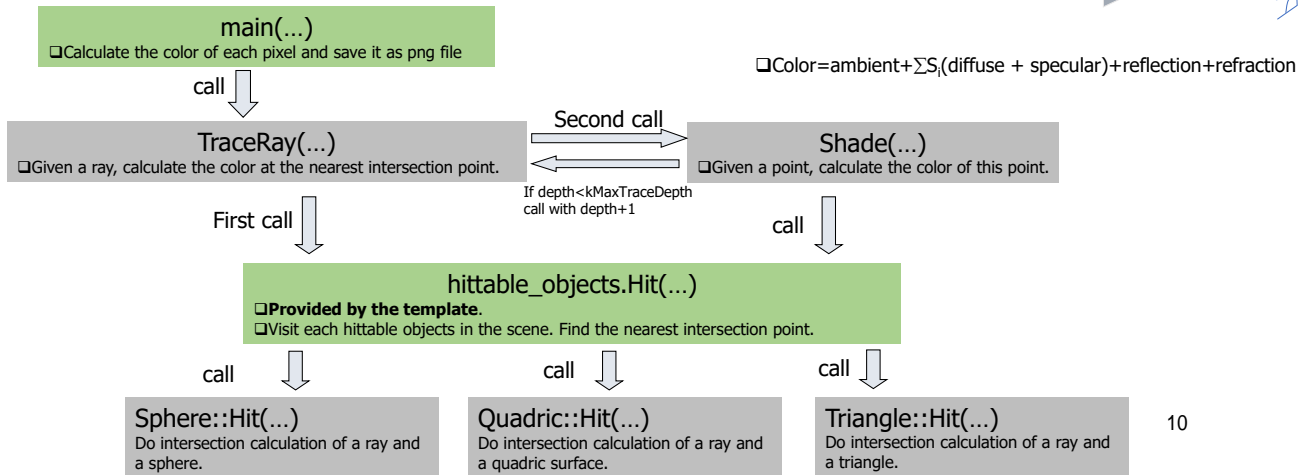 main(…)
❑Calculate the color of each pixel and save it as png file
❑Color=ambient+∑Sᵢ(diffuse + specular)+reflection+refraction
call
Second call
TraceRay(…)
❑Given a ray, calculate the color at the nearest intersection point.
Shade(…)
❑Given a point, calculate the color of this point.
If depth<kMaxTraceDepth
call with depth+1
First call
call
hittable_objects.Hit(…)
❑Provided by the template.
❑Visit each hittable objects in the scene. Find the nearest intersection point.
call
call
call
Sphere::Hit(…)
Do intersection calculation of a ray and
a sphere.
Quadric::Hit(…)
Do intersection calculation of a ray and
a quadric surface.
Triangle::Hit(…)
Do intersection calculation of a ray and
a triangle.
10